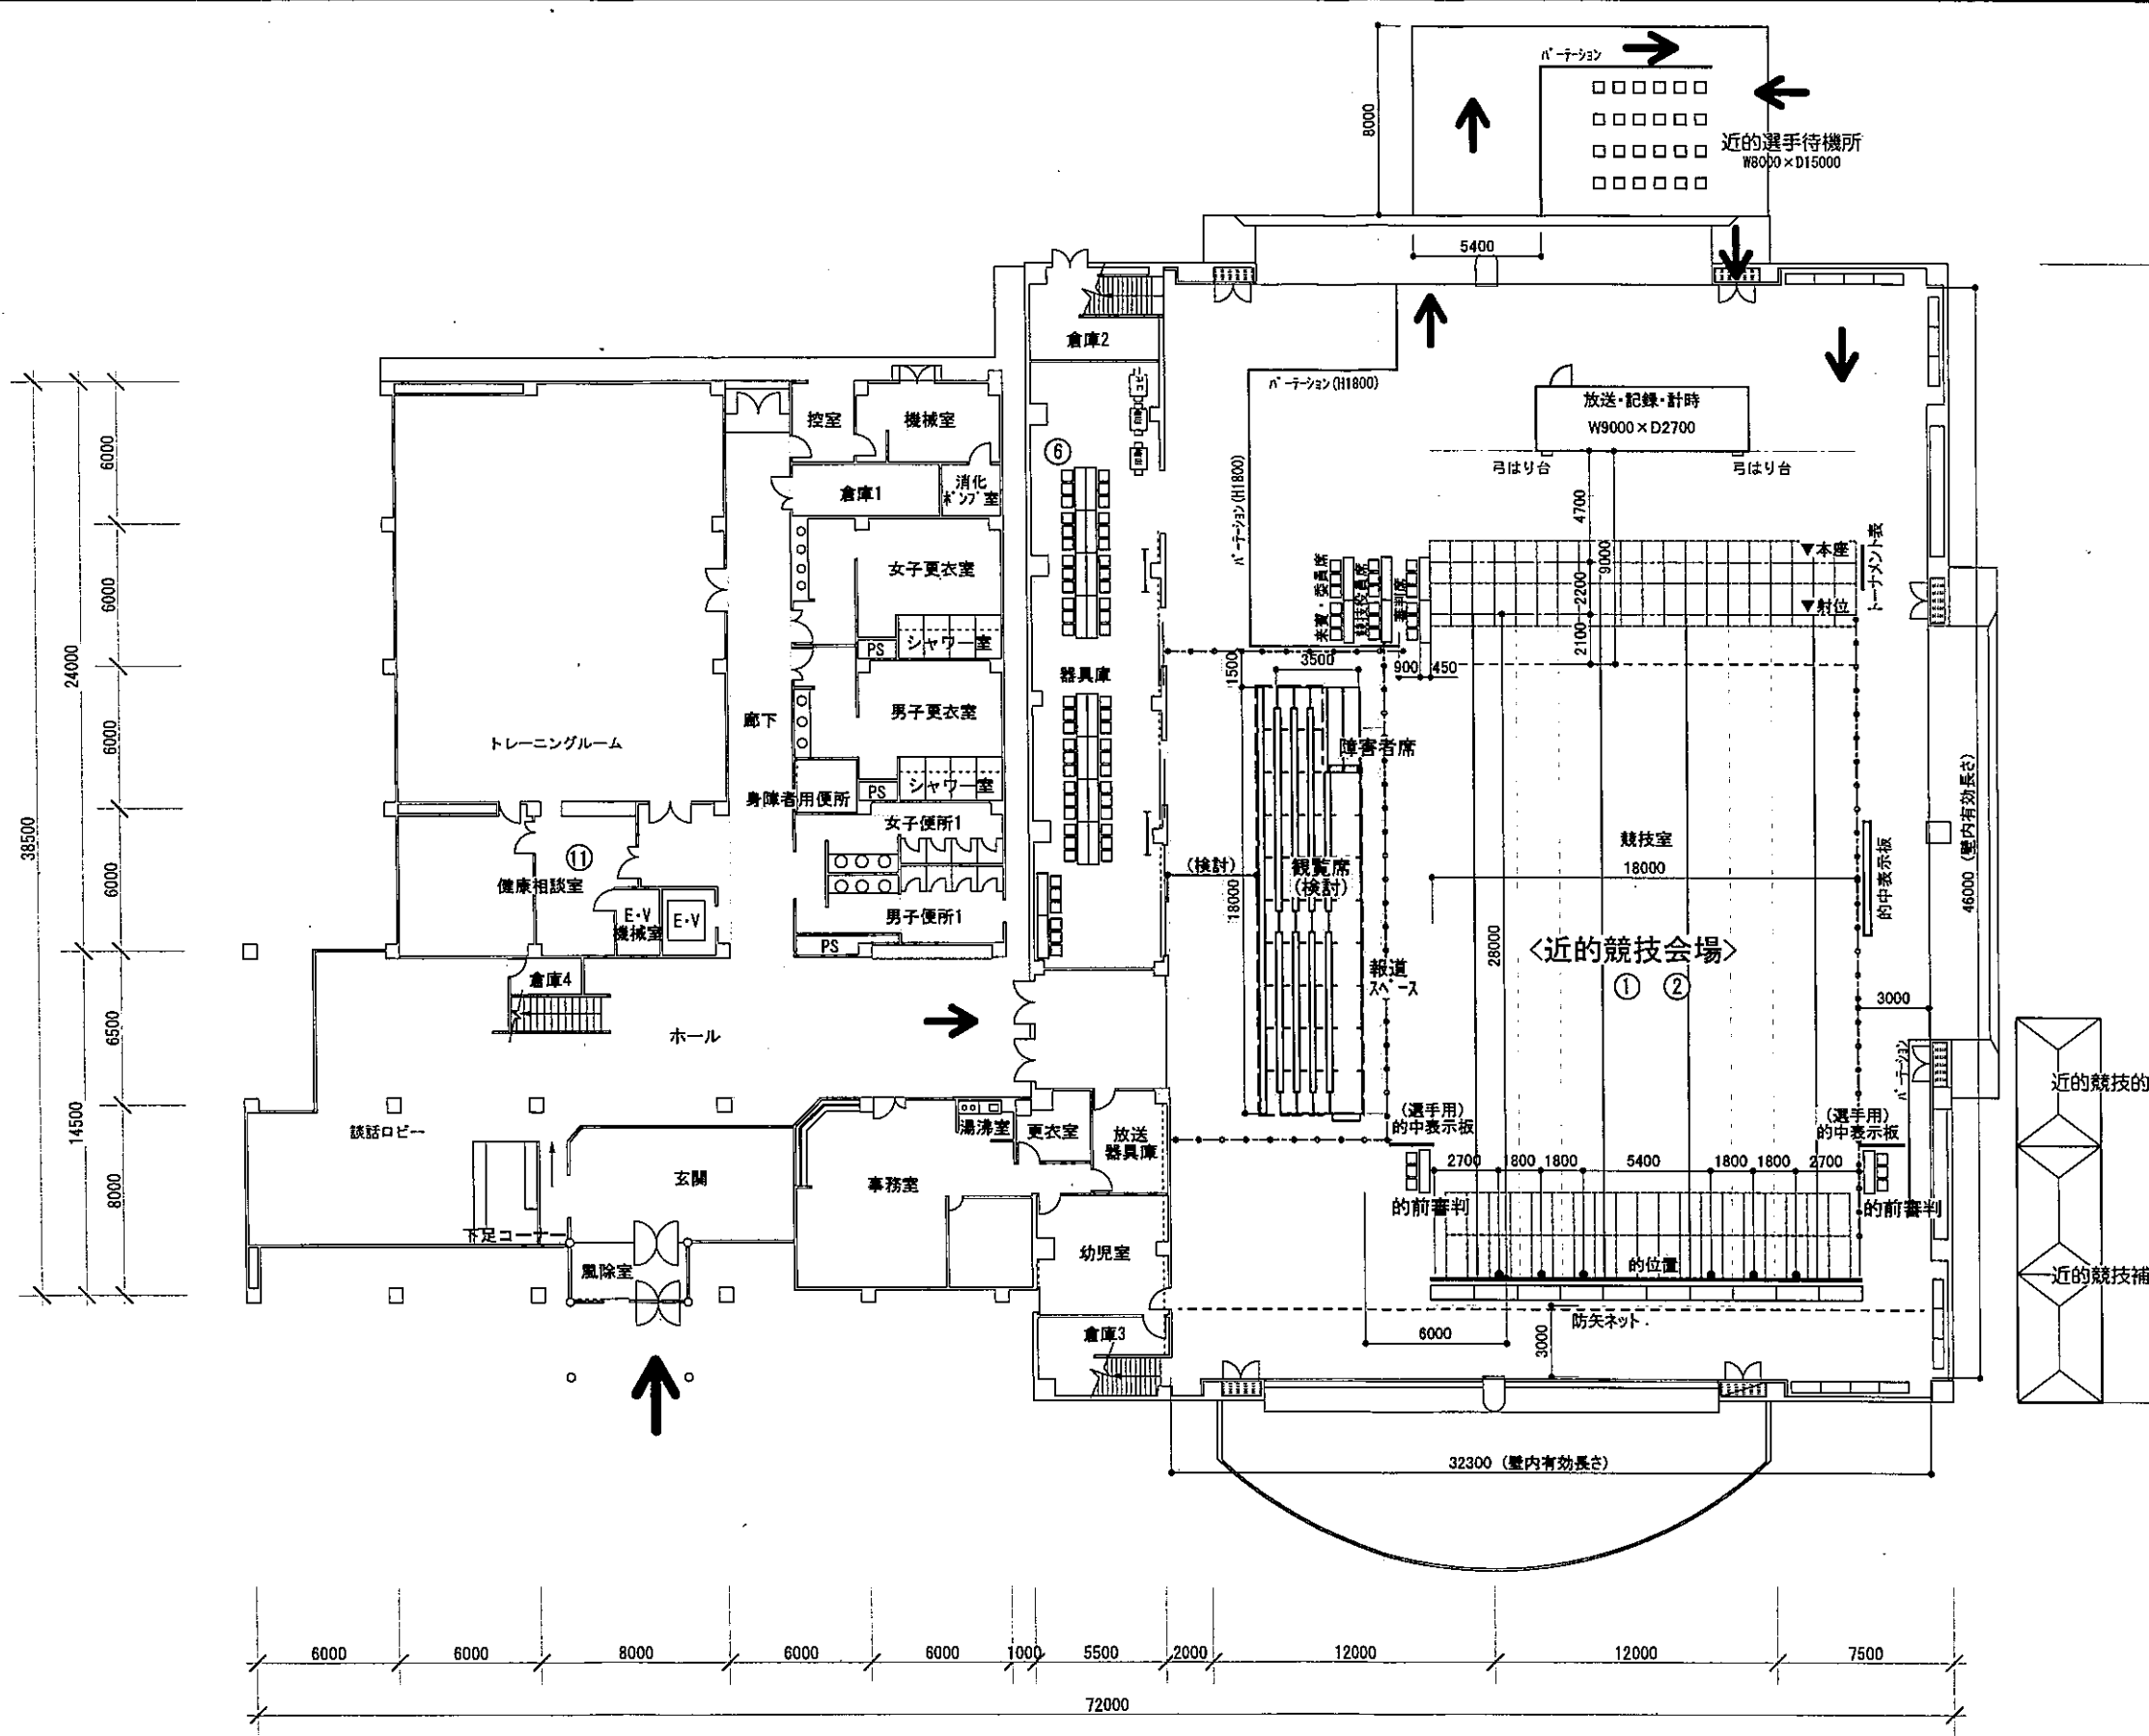 パーテーション
8000
近的選手待機所
W8000×D15000
5400
倉庫2
パーテーション(H1800)
パーテーション(H1800)
放送・記録・計時
W9000×D2700
弓はり台
弓はり台
控室
機械室
⑥
倉庫1
消化
ポンプ室
4700
9000
2200
2100
▼本座
▼射位
トーナメント表
来賓・委員席
競技役員席
審判席
女子更衣室
シャワー室
PS
器具庫
1500
3500
900
450
男子更衣室
廊下
トレーニングルーム
障害者席
シャワー室
PS
身障者用便所
女子便所1
⑪
健康相談室
E・V
機械室
E・V
男子便所1
PS
(検討)
18000
観覧席
(検討)
競技室
18000
的中表示板
46000 (壁内有効長さ)
28000
<近的競技会場>
① ②
報道
スペース
3000
倉庫4
ホール
パーテーション
近的競技的
談話ロビー
湯沸室
更衣室
放送
器具庫
(選手用)
的中表示板
(選手用)
的中表示板
2700
1800
1800
5400
1800
1800
2700
玄関
事務室
的前審判
的前審判
下足コーナー
風除室
幼児室
的位置
近的競技補
倉庫3
防矢ネット
6000
3000
32300 (壁内有効長さ)
6000
6000
6000
6000
6500
8000
24000
14500
38500
6000
6000
8000
6000
6000
1000
5500
2000
12000
12000
7500
72000